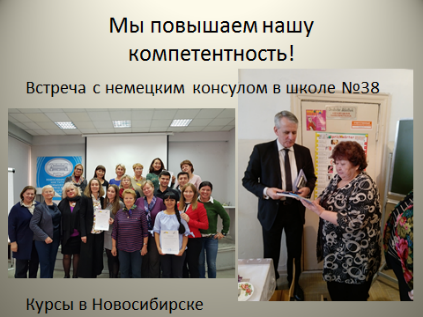 Мы повышаем нашу
компетентность!
Встреча с немецким консулом в школе №38
Курсы в Новосибирске